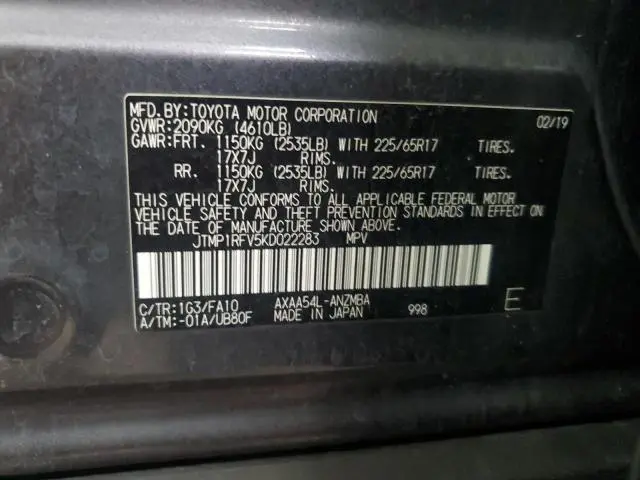 MFD.BY:TOYOTA MOTOR CORPORATION 02/19
GVWR:2090KG (4610LB)
GAWR:FRT. 1150KG (2535LB) WITH 225/65R17 TIRES.
17X7J RIMS.
RR. 1150KG (2535LB) WITH 225/65R17 TIRES.
17X7J RIMS.
THIS VEHICLE CONFORMS TO ALL APPLICABLE FEDERAL MOTOR
VEHICLE SAFETY AND THEFT PREVENTION STANDARDS IN EFFECT ON
THE DATE OF MANUFACTURE SHOWN ABOVE.
JTMP1RFV5KD022283 MPV
C/TR:1G3/FA10 AXAA54L-ANZMBA
A/TM:-01A/UB80F MADE IN JAPAN 998 E